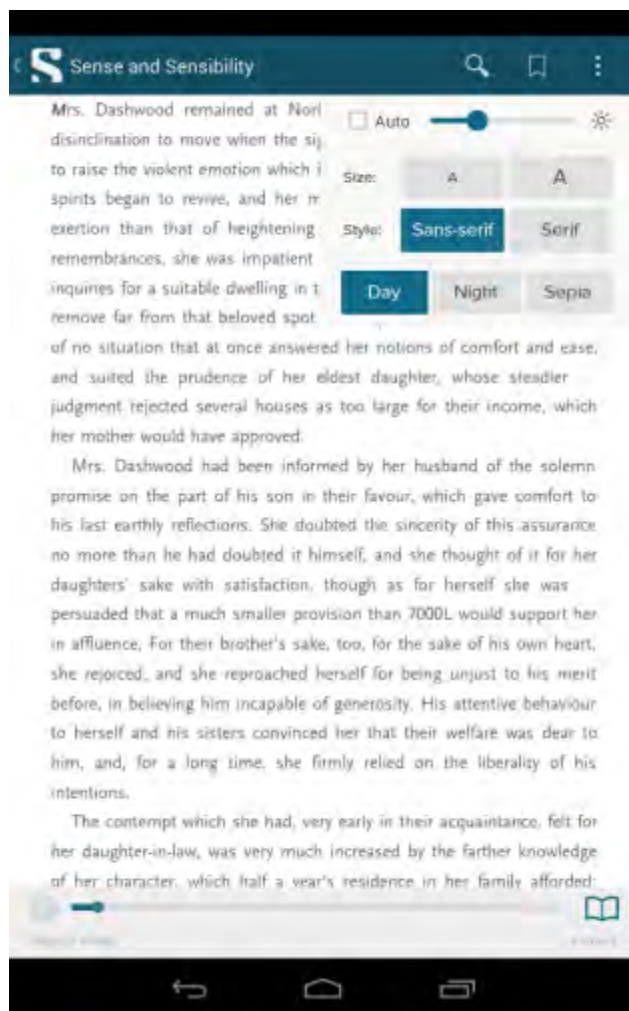 Sense and Sensibility
Mrs. Dashwood remained at Norl
disinclination to move when the sig
to raise the violent emotion which i
spirits began to revive, and her m
exertion than that of heightening
remembrances, she was impatient
inquiries for a suitable dwelling in t
remove far from that beloved spot
Auto
Size: A A
Style: Sans-serif Serif
Day Night Sepia
of no situation that at once answered her notions of comfort and ease,
and suited the prudence of her eldest daughter, whose steadier
judgment rejected several houses as too large for their income, which
her mother would have approved.
Mrs. Dashwood had been informed by her husband of the solemn
promise on the part of his son in their favour, which gave comfort to
his last earthly reflections. She doubted the sincerity of this assurance
no more than he had doubted it himself, and she thought of it for her
daughters' sake with satisfaction, though as for herself she was
persuaded that a much smaller provision than 7000L would support her
in affluence. For their brother's sake, too, for the sake of his own heart,
she rejoiced, and she reproached herself for being unjust to his merit
before, in believing him incapable of generosity. His attentive behaviour
to herself and his sisters convinced her that their welfare was dear to
him, and, for a long time, she firmly relied on the liberality of his
intentions.
The contempt which she had, very early in their acquaintance, felt for
her daughter-in-law, was very much increased by the farther knowledge
of her character, which half a year's residence in her family afforded;